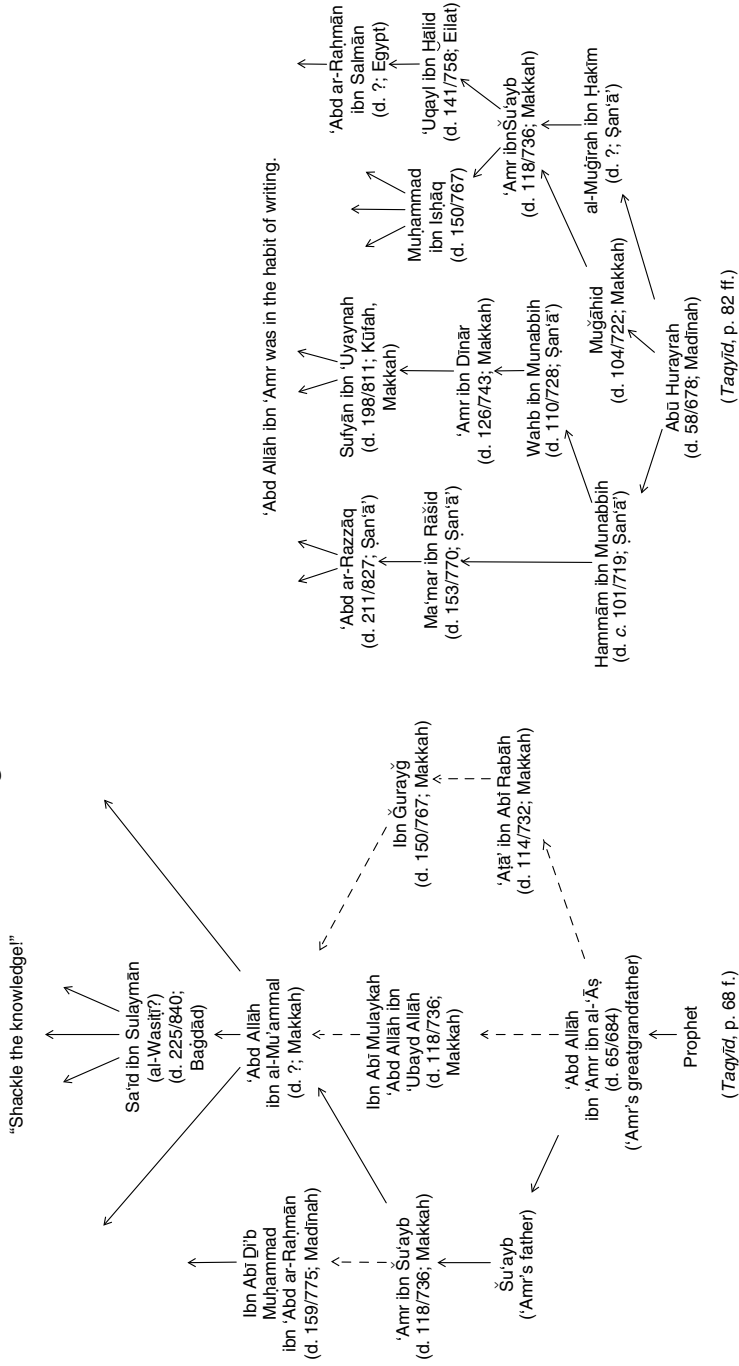 “Shackle the knowledge!”
Sa‘īd ibn Sulaymān
(al-Wasiṭī?)
(d. 225/840;
Baġdād)
‘Abd Allāh
ibn al-Mu’ammal
(d. ?; Makkah)
Ibn Abī Ḏi’b
Muḥammad
ibn ‘Abd ar-Raḥmān
(d. 159/775; Madīnah)
‘Amr ibn Šu‘ayb
(d. 118/736; Makkah)
Šu‘ayb
(‘Amr’s father)
Ibn Abī Mulaykah
‘Abd Allāh ibn
‘Ubayd Allāh
(d. 118/736;
Makkah)
Ibn Ǧurayǧ
(d. 150/767; Makkah)
‘Aṭā’ ibn Abī Rabāh
(d. 114/732; Makkah)
‘Abd Allāh
ibn ‘Amr ibn al-‘Āṣ
(d. 65/684)
(‘Amr’s greatgrandfather)
Prophet
(Taqyīd, p. 68 f.)
‘Abd Allāh ibn ‘Amr was in the habit of writing.
‘Abd ar-Razzāq
(d. 211/827; Ṣan‘ā’)
Ma‘mar ibn Rāšid
(d. 153/770; Ṣan‘ā’)
Hammām ibn Munabbih
(d. c. 101/719; Ṣan‘ā’)
Sufyān ibn ‘Uyaynah
(d. 198/811; Kūfah,
Makkah)
‘Amr ibn Dīnār
(d. 126/743; Makkah)
Wahb ibn Munabbih
(d. 110/728; Ṣan‘ā’)
Muḥammad
ibn Isḥāq
(d. 150/767)
‘Abd ar-Raḥmān
ibn Salmān
(d. ?; Egypt)
‘Uqayl ibn Ḫālid
(d. 141/758; Eilat)
‘Amr ibnŠu‘ayb
(d. 118/736; Makkah)
Muǧāhid
(d. 104/722; Makkah)
al-Muġīrah ibn Ḥakīm
(d. ?; Ṣan‘ā’)
Abū Hurayrah
(d. 58/678; Madīnah)
(Taqyīd, p. 82 ff.)